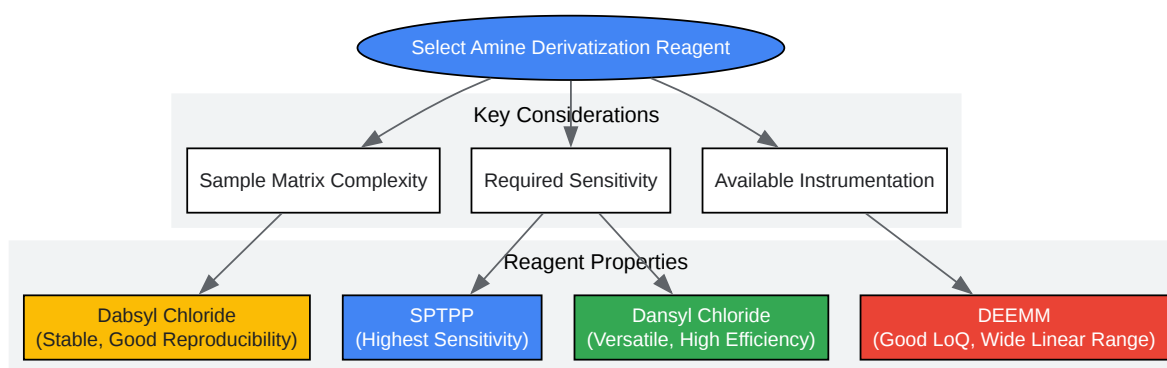 Select Amine Derivatization Reagent
Key Considerations
Sample Matrix Complexity
Required Sensitivity
Available Instrumentation
Reagent Properties
Dabsyl Chloride
(Stable, Good Reproducibility)
SPTPP
(Highest Sensitivity)
Dansyl Chloride
(Versatile, High Efficiency)
DEEMM
(Good LoQ, Wide Linear Range)